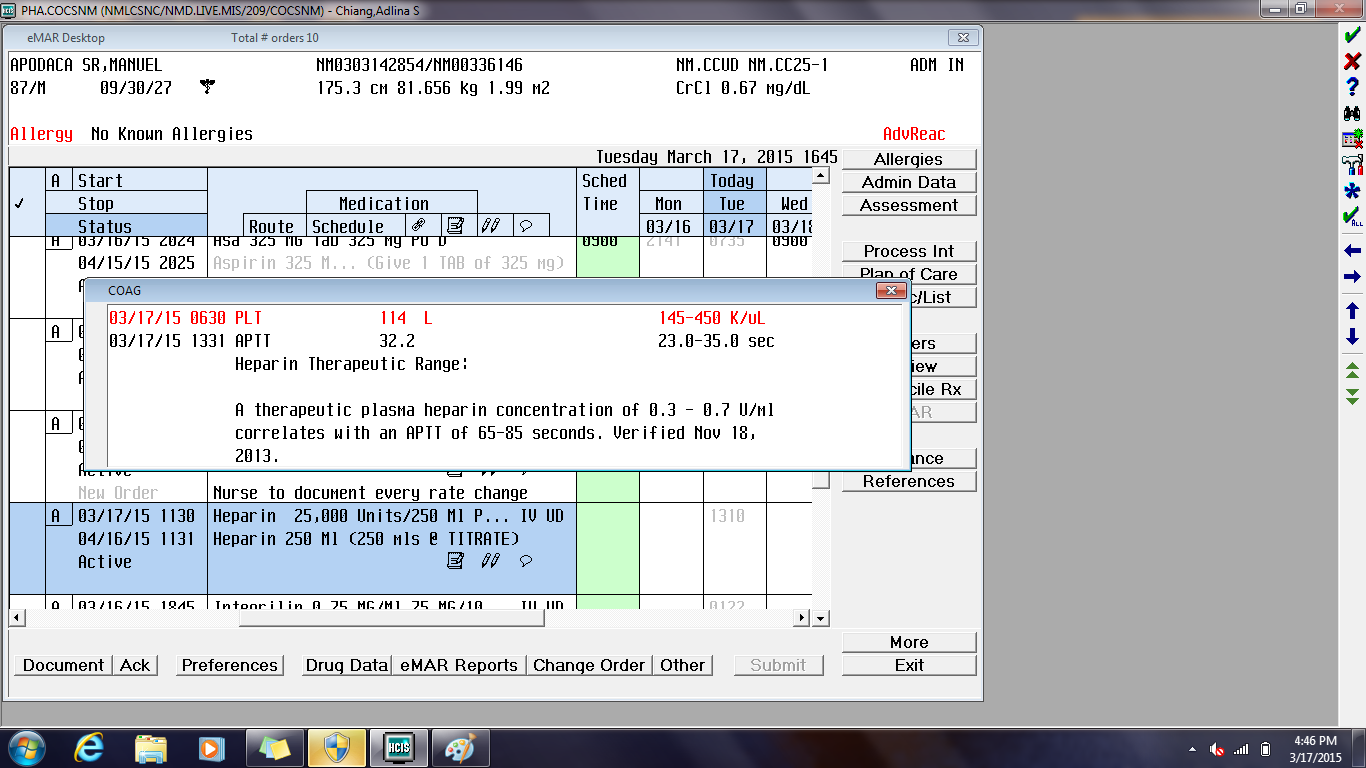 PHA.COCSNM (NMLCSNC/NMD.LIVE.MIS/209/COCSNM) - Chiang,Adlina S
eMAR Desktop Total # orders 10
APODACA SR,MANUEL NM0303142854/NM00336146 NM.CCUD NM.CC25-1 ADM IN
87/M 09/30/27 175.3 cm 81.656 kg 1.99 m2 CrCl 0.67 mg/dL
Allergy No Known Allergies AdvReac
Tuesday March 17, 2015 1645
A Start
Stop
Status
Medication
Route Schedule
Sched
Time
Mon
03/16
Today
Tue
03/17
Wed
03/18
A 03/16/15 2024 Asa 325 MG Tab 325 Mg PO D 0900 2141 0735 0900
04/15/15 2025 Aspirin 325 M... (Give 1 TAB of 325 mg)
A
A
COAG
03/17/15 0630 PLT 114 L 145-450 K/uL
03/17/15 1331 APTT 32.2 23.0-35.0 sec
Heparin Therapeutic Range:
A therapeutic plasma heparin concentration of 0.3 - 0.7 U/ml
correlates with an APTT of 65-85 seconds. Verified Nov 18,
2013.
Active
New Order Nurse to document every rate change
A 03/17/15 1130 Heparin 25,000 Units/250 Ml P... IV UD 1310
04/16/15 1131 Heparin 250 Ml (250 mls @ TITRATE)
Active
A 03/16/15 1845 Integrilin 0.75 MG/Ml 75 MG/10 IV UD 0122
Allergies
Admin Data
Assessment
Process Int
Plan of Care
c/List
ers
iew
cile Rx
AR
ance
References
More
Exit
Document Ack Preferences Drug Data eMAR Reports Change Order Other Submit
ALL
HCIS
4:46 PM
3/17/2015